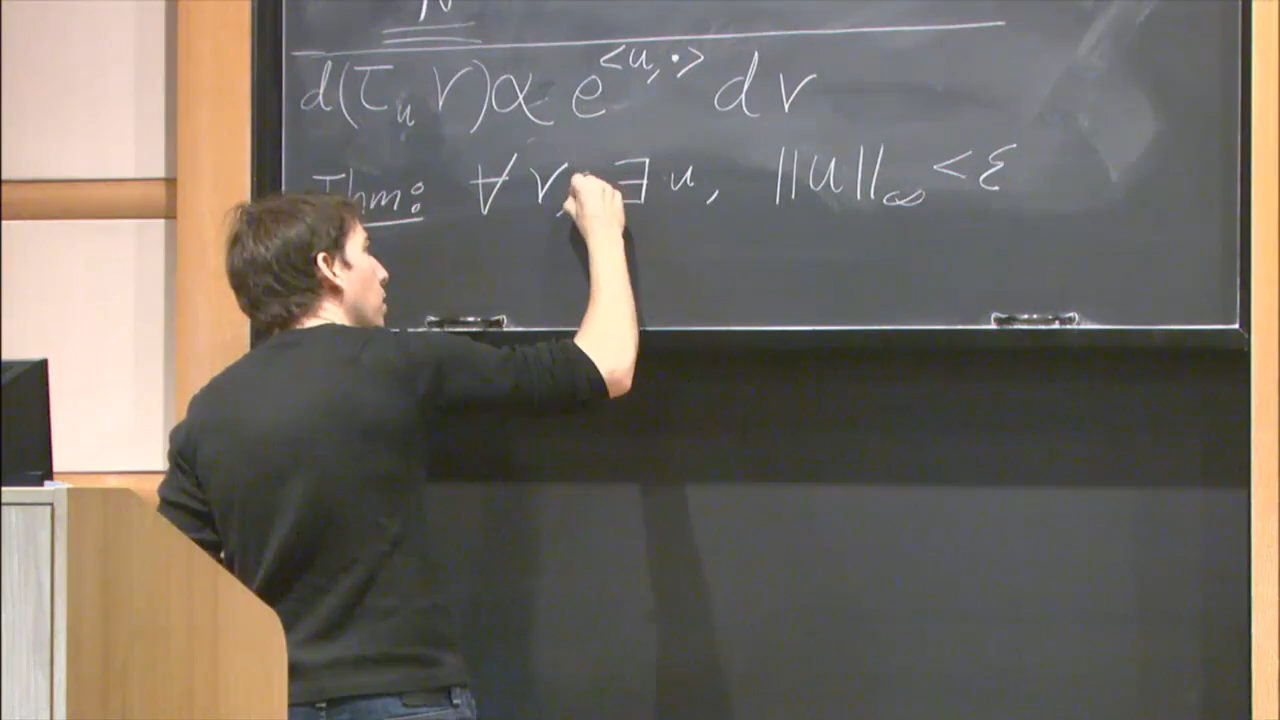 d(τ_u ν) ∝ e^{<u,·>} dν
Thm: ∀ ν, ∃ u, ||u||_∞ < ε